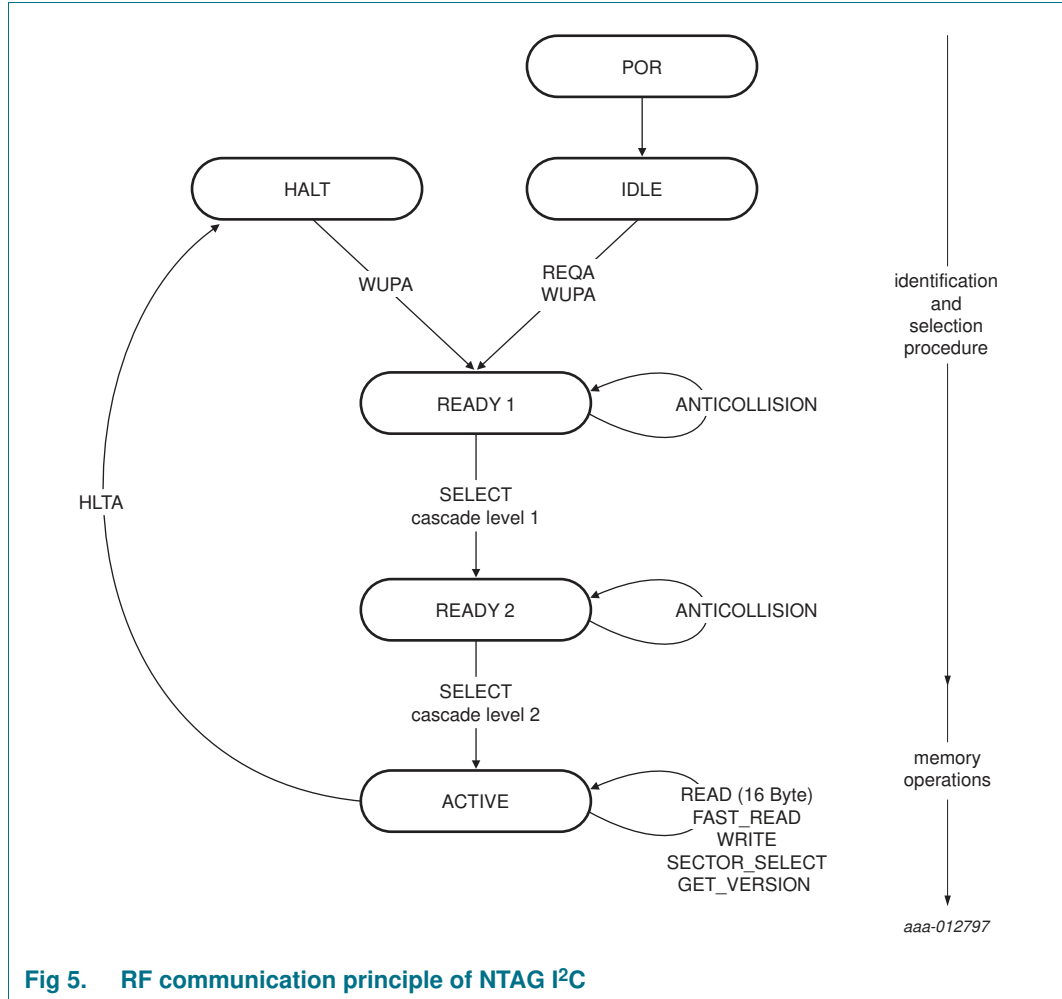 POR
HALT
IDLE
WUPA
REQA
WUPA
identification
and
selection
procedure
READY 1
ANTICOLLISION
HLTA
SELECT
cascade level 1
READY 2
ANTICOLLISION
SELECT
cascade level 2
memory
operations
ACTIVE
READ (16 Byte)
FAST_READ
WRITE
SECTOR_SELECT
GET_VERSION
aaa-012797
Fig 5. RF communication principle of NTAG I²C